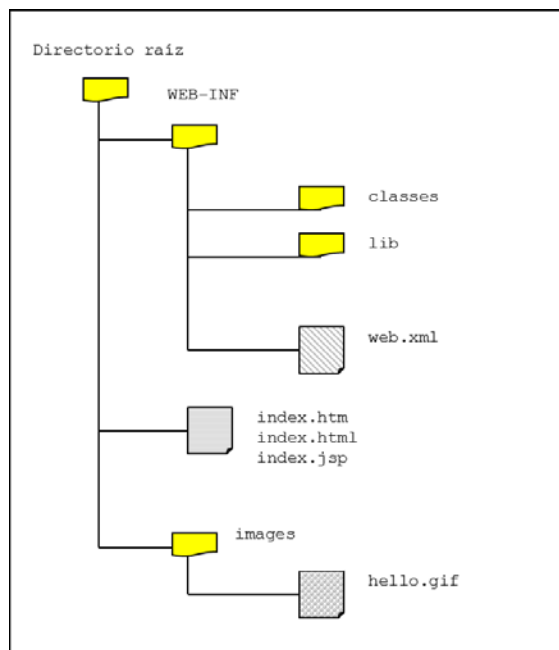 Directorio raíz
WEB-INF
classes
lib
web.xml
index.htm
index.html
index.jsp
images
hello.gif